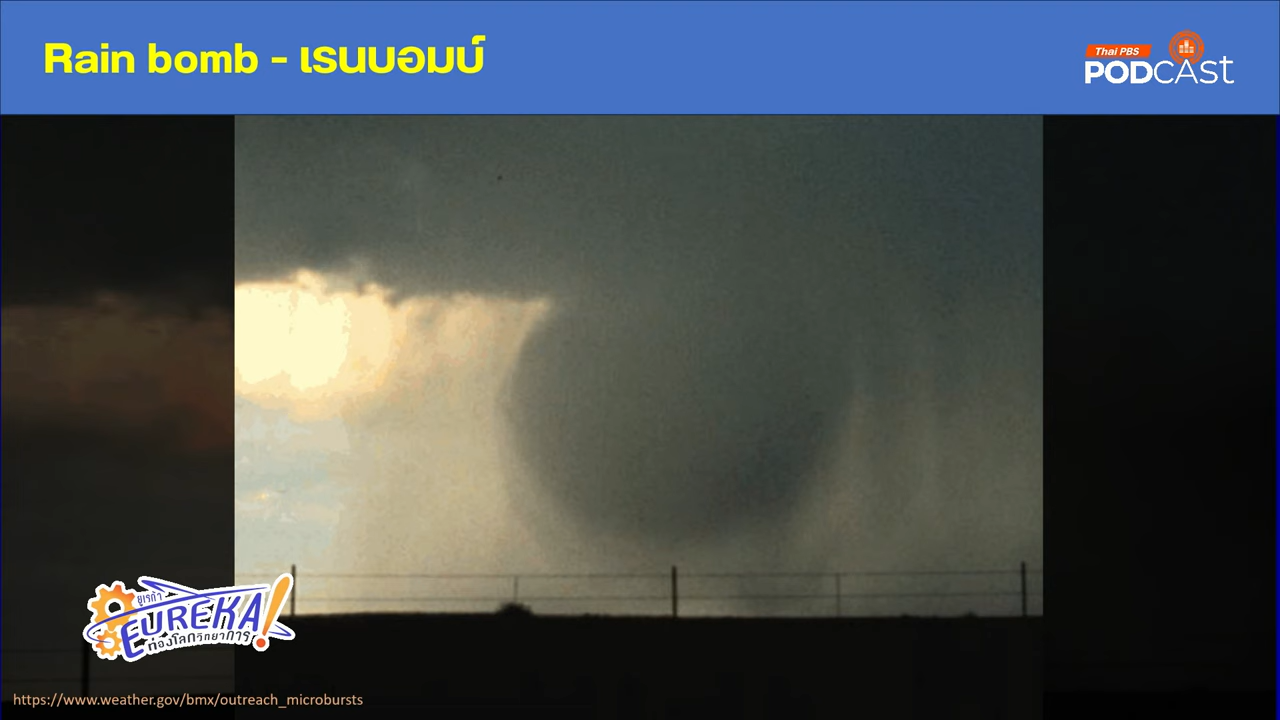 Rain bomb - เรนบอมบ์
Thai PBS
PODCAST
ยูเรก้า
EUREKA!
ท่องโลกวิทยาการ
https://www.weather.gov/bmx/outreach_microbursts